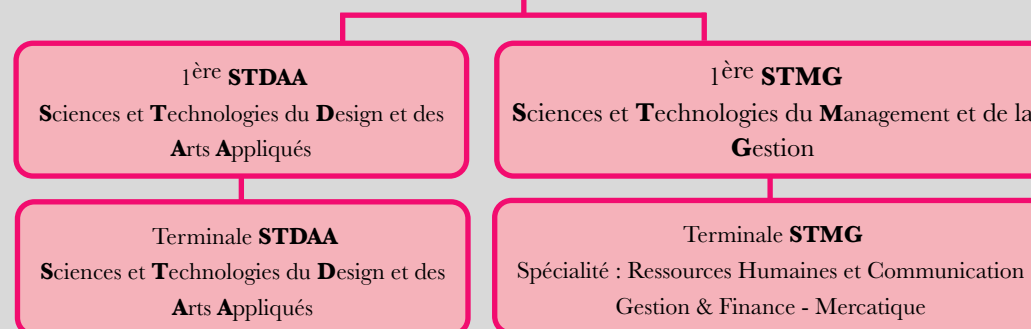 1ère STDAA
Sciences et Technologies du Design et des
Arts Appliqués
1ère STMG
Sciences et Technologies du Management et de la
Gestion
Terminale STDAA
Sciences et Technologies du Design et des
Arts Appliqués
Terminale STMG
Spécialité : Ressources Humaines et Communication
Gestion & Finance - Mercatique